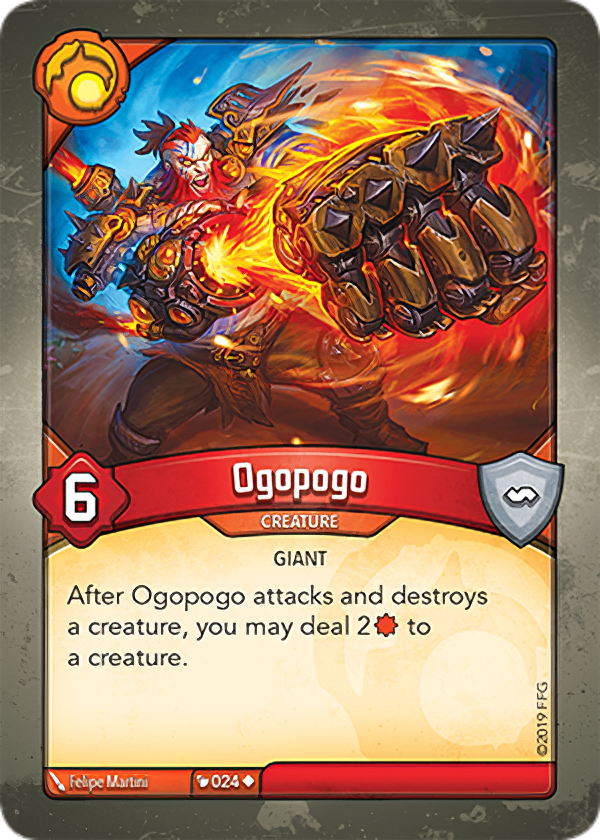 Ogopogo
6
CREATURE
GIANT
After Ogopogo attacks and destroys
a creature, you may deal 2 to
a creature.
©2019 FFG
Felipe Martini
024